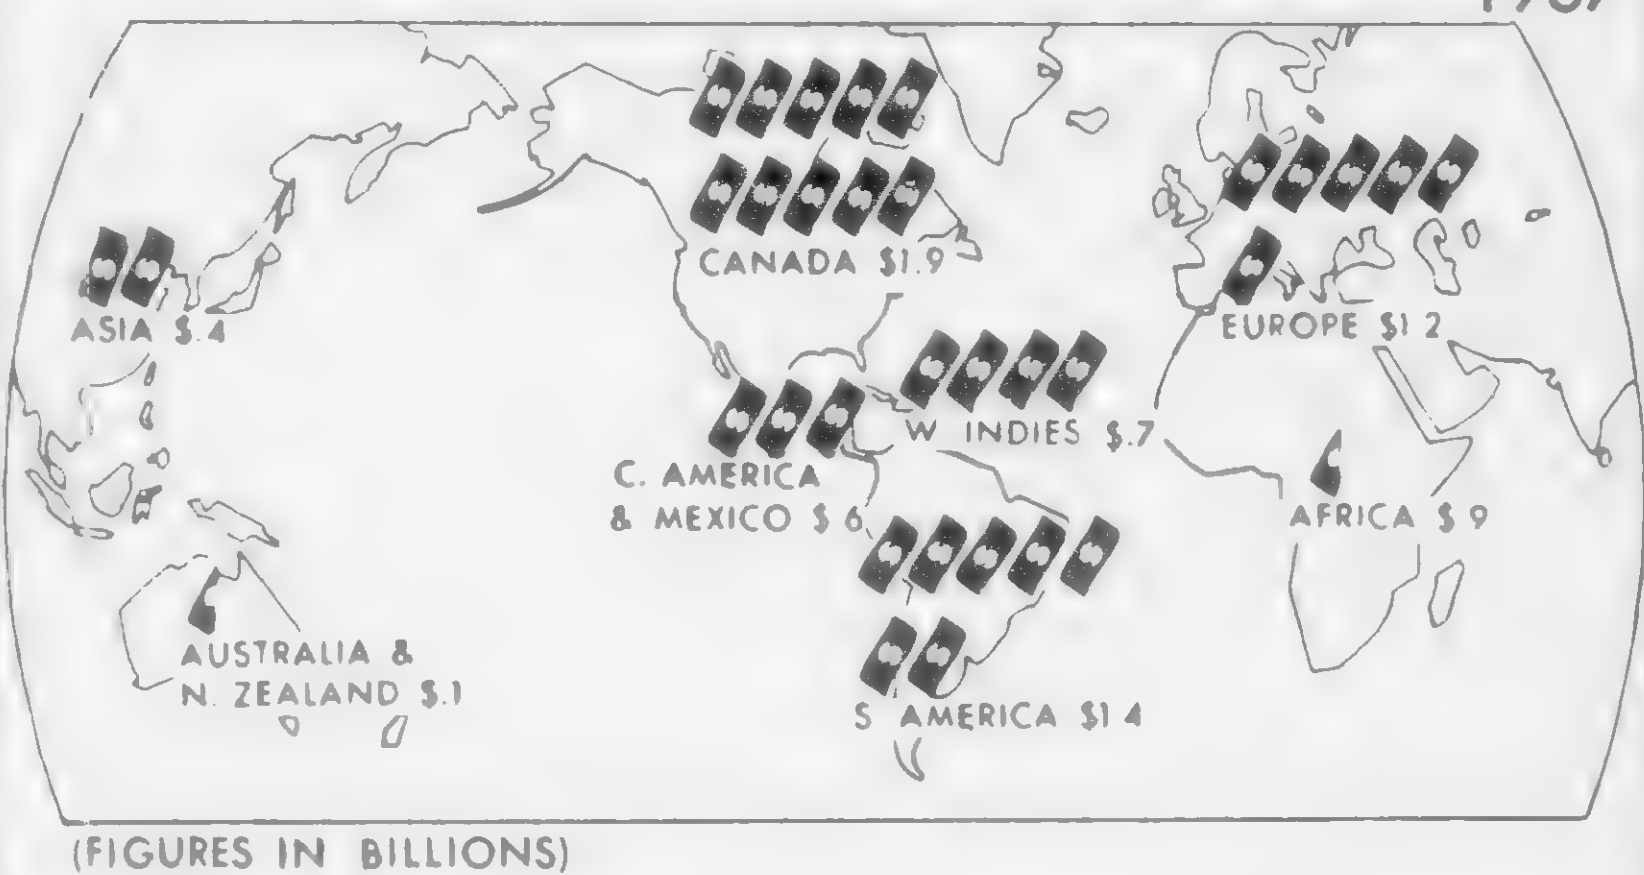 CANADA $1.9
ASIA $.4
EUROPE $1 2
W INDIES $.7
C. AMERICA
& MEXICO $ 6
AFRICA $ 9
AUSTRALIA &
N. ZEALAND $.1
S AMERICA $1 4
(FIGURES IN BILLIONS)